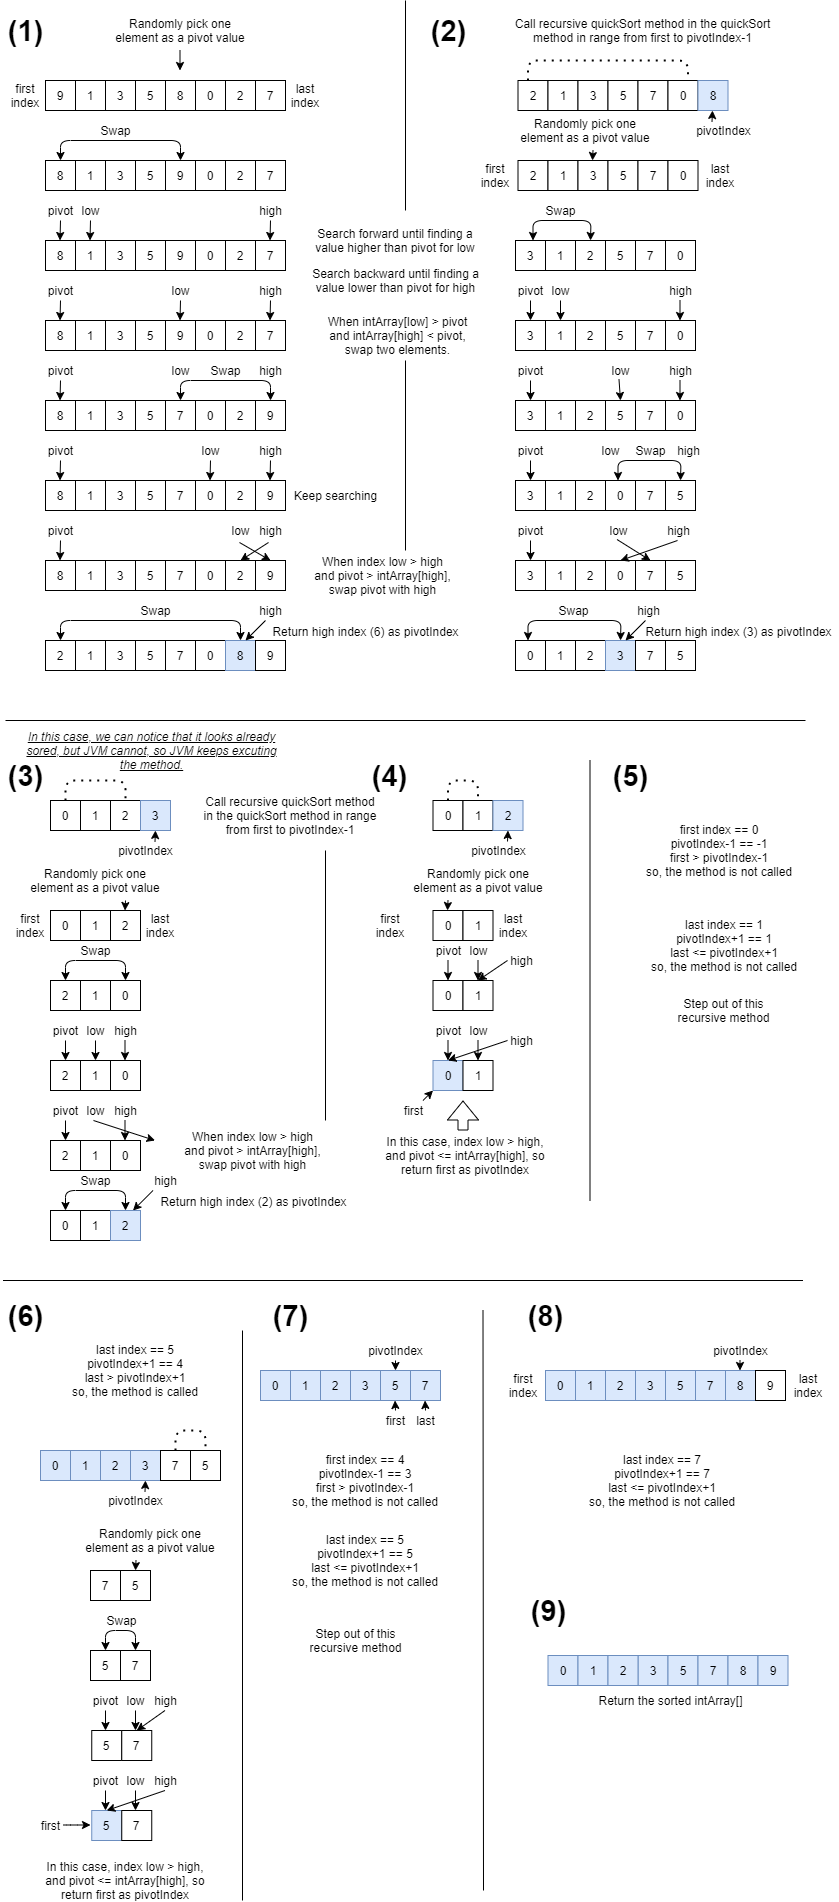 (1)
Randomly pick one
element as a pivot value
first
index
9 1 3 5 8 0 2 7
last
index
Swap
8 1 3 5 9 0 2 7
pivot low high
8 1 3 5 9 0 2 7
pivot low high
8 1 3 5 9 0 2 7
pivot low Swap high
8 1 3 5 7 0 2 9
pivot low high
8 1 3 5 7 0 2 9
Keep searching
pivot low high
8 1 3 5 7 0 2 9
Swap high
Return high index (6) as pivotIndex
2 1 3 5 7 0 8 9
Search forward until finding a
value higher than pivot for low
Search backward until finding a
value lower than pivot for high
When intArray[low] > pivot
and intArray[high] < pivot,
swap two elements.
When index low > high
and pivot > intArray[high],
swap pivot with high
(2)
Call recursive quickSort method in the quickSort
method in range from first to pivotIndex-1
2 1 3 5 7 0 8
pivotIndex
Randomly pick one
element as a pivot value
first
index
2 1 3 5 7 0
last
index
Swap
3 1 2 5 7 0
pivot low high
3 1 2 5 7 0
pivot low high
3 1 2 5 7 0
pivot low Swap high
3 1 2 0 7 5
pivot low high
3 1 2 0 7 5
Swap high
Return high index (3) as pivotIndex
0 1 2 3 7 5
In this case, we can notice that it looks already
sored, but JVM cannot, so JVM keeps excuting
the method.
(3)
0 1 2 3
pivotIndex
Call recursive quickSort method
in the quickSort method in range
from first to pivotIndex-1
Randomly pick one
element as a pivot value
first
index
0 1 2
last
index
Swap
2 1 0
pivot low high
2 1 0
pivot low high
2 1 0
When index low > high
and pivot > intArray[high],
swap pivot with high
Swap high
Return high index (2) as pivotIndex
0 1 2
(4)
0 1 2
pivotIndex
Randomly pick one
element as a pivot value
first
index
0 1
last
index
pivot low high
0 1
pivot low high
0 1
first
In this case, index low > high,
and pivot <= intArray[high], so
return first as pivotIndex
(5)
first index == 0
pivotIndex-1 == -1
first > pivotIndex-1
so, the method is not called
last index == 1
pivotIndex+1 == 1
last <= pivotIndex+1
so, the method is not called
Step out of this
recursive method
(6)
last index == 5
pivotIndex+1 == 4
last > pivotIndex+1
so, the method is called
0 1 2 3 7 5
pivotIndex
Randomly pick one
element as a pivot value
7 5
Swap
5 7
pivot low high
5 7
pivot low high
first
5 7
In this case, index low > high,
and pivot <= intArray[high], so
return first as pivotIndex
(7)
pivotIndex
0 1 2 3 5 7
first last
first index == 4
pivotIndex-1 == 3
first > pivotIndex-1
so, the method is not called
last index == 5
pivotIndex+1 == 5
last <= pivotIndex+1
so, the method is not called
Step out of this
recursive method
(8)
pivotIndex
first
index
0 1 2 3 5 7 8 9
last
index
last index == 7
pivotIndex+1 == 7
last <= pivotIndex+1
so, the method is not called
(9)
0 1 2 3 5 7 8 9
Return the sorted intArray[]